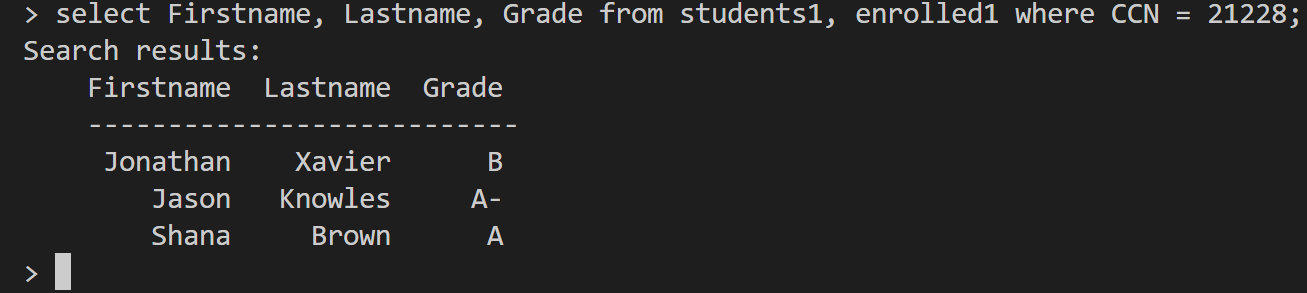 > select Firstname, Lastname, Grade from students1, enrolled1 where CCN = 21228;
Search results:
Firstname Lastname Grade
---------------------------
Jonathan Xavier B
Jason Knowles A-
Shana Brown A
>